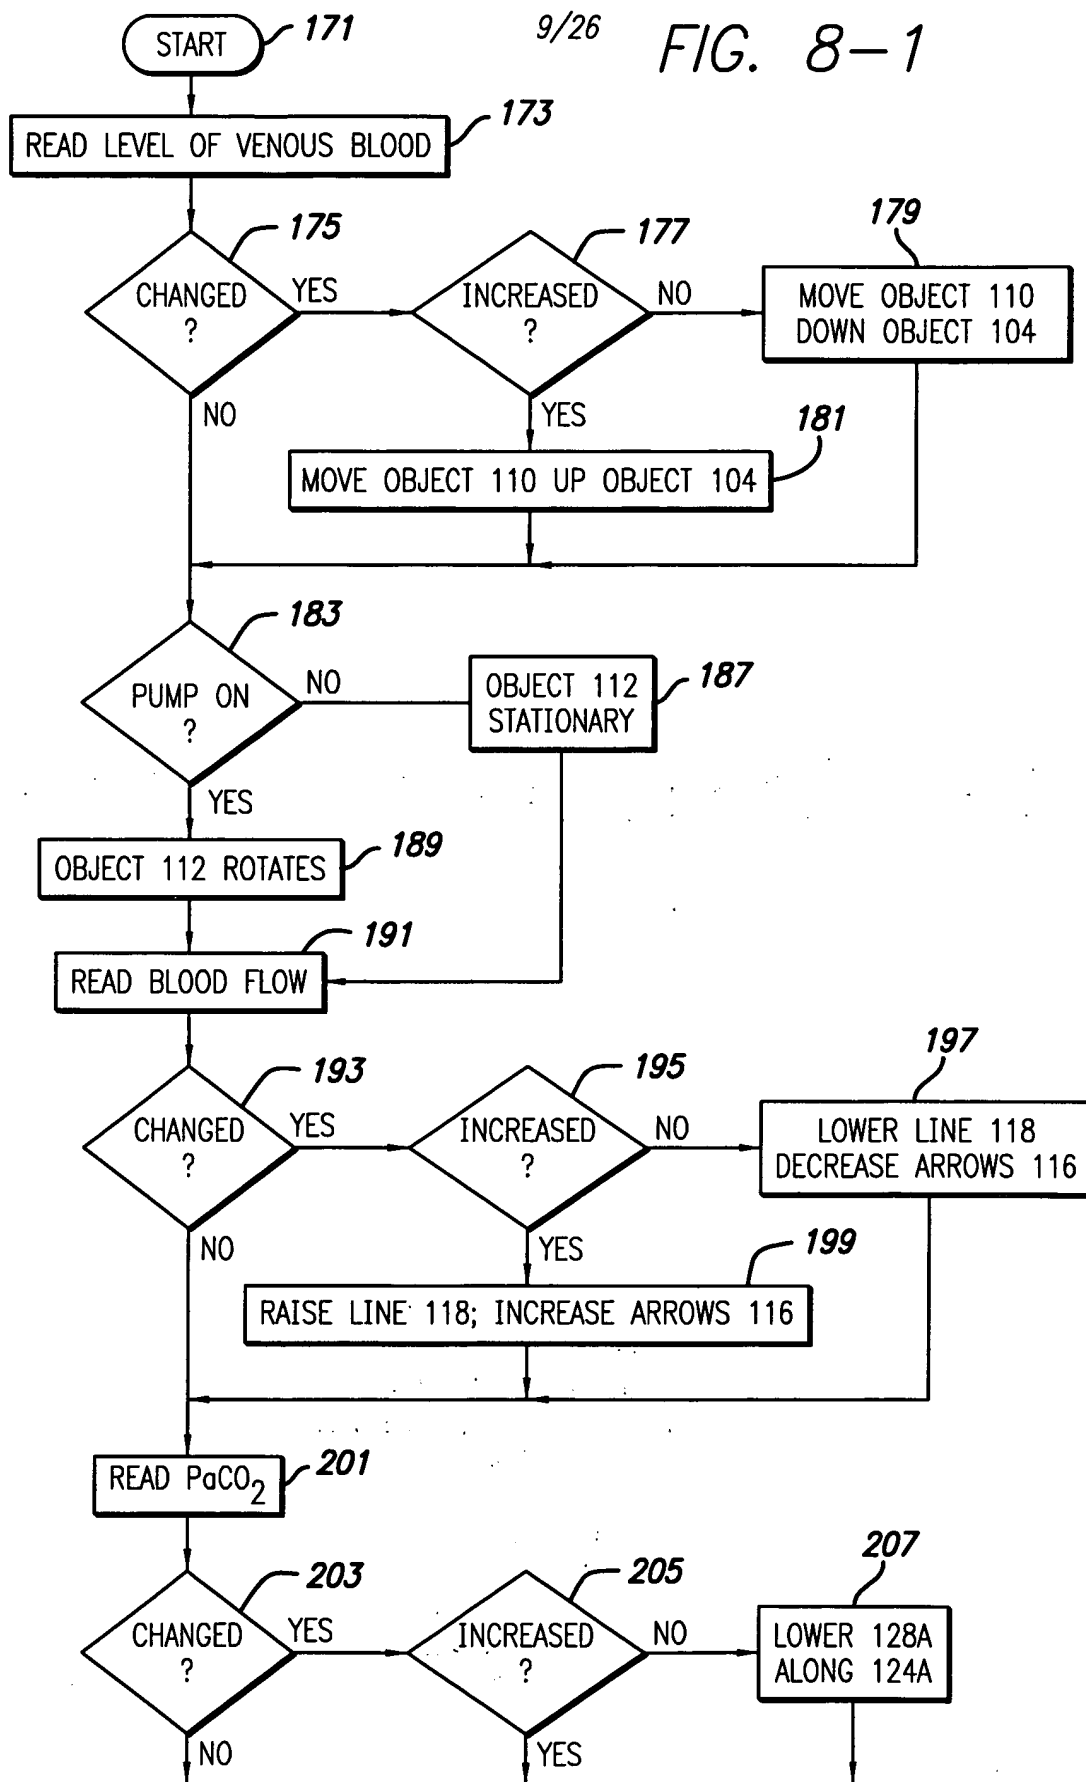 9/26
FIG. 8-1
START
171
READ LEVEL OF VENOUS BLOOD
173
CHANGED
?
175
YES
NO
INCREASED
?
177
NO
YES
MOVE OBJECT 110
DOWN OBJECT 104
179
MOVE OBJECT 110 UP OBJECT 104
181
PUMP ON
?
183
NO
YES
OBJECT 112
STATIONARY
187
OBJECT 112 ROTATES
189
READ BLOOD FLOW
191
CHANGED
?
193
YES
NO
INCREASED
?
195
NO
YES
LOWER LINE 118
DECREASE ARROWS 116
197
RAISE LINE 118; INCREASE ARROWS 116
199
READ PaCO₂
201
CHANGED
?
203
YES
NO
INCREASED
?
205
NO
YES
LOWER 128A
ALONG 124A
207